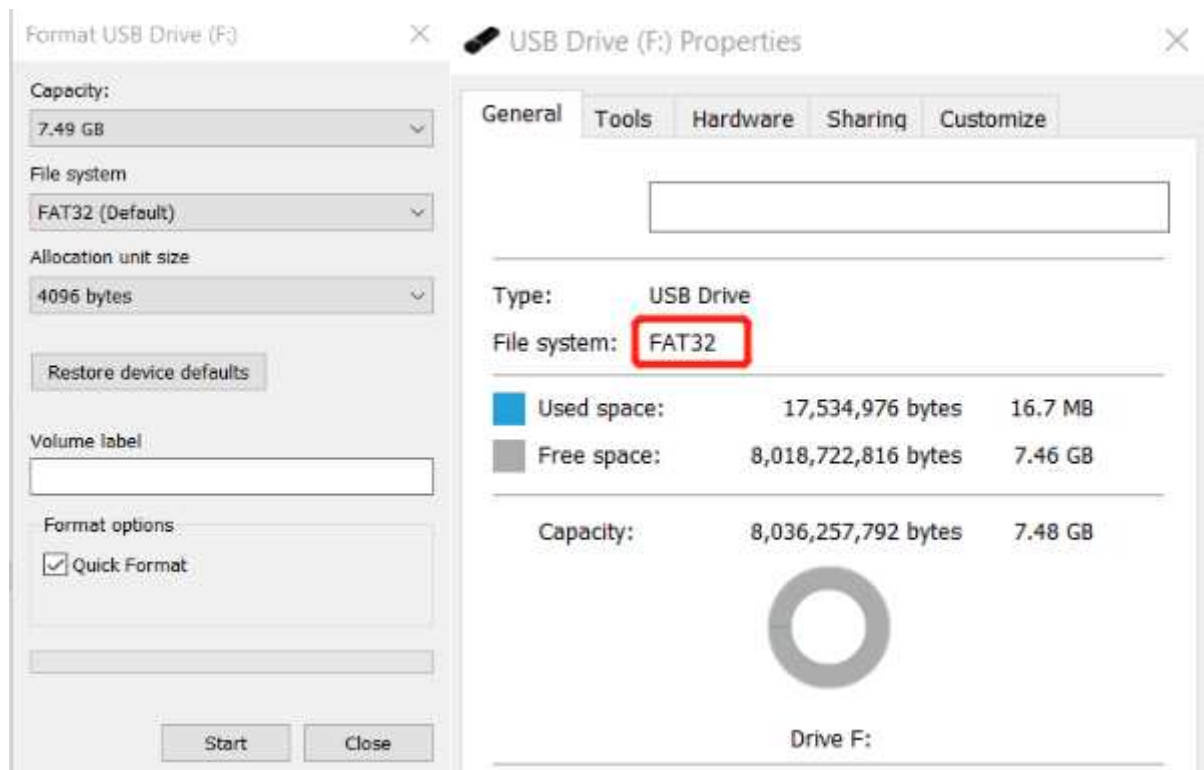 Format USB Drive (F:)
Capacity:
7.49 GB
File system
FAT32 (Default)
Allocation unit size
4096 bytes
Restore device defaults
Volume label
Format options
Quick Format
Start Close
USB Drive (F:) Properties
General Tools Hardware Sharing Customize
Type: USB Drive
File system: FAT32
Used space: 17,534,976 bytes 16.7 MB
Free space: 8,018,722,816 bytes 7.46 GB
Capacity: 8,036,257,792 bytes 7.48 GB
Drive F: